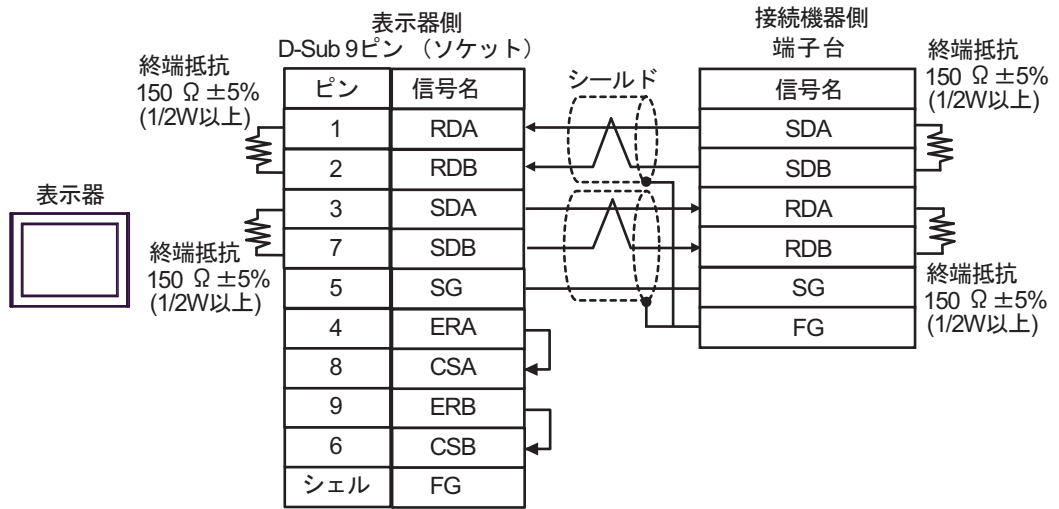 表示器側
D-Sub 9ピン （ソケット）
接続機器側
端子台
終端抵抗
150 Ω ±5%
(1/2W以上)
シールド
終端抵抗
150 Ω ±5%
(1/2W以上)
ピン 信号名
信号名
1 RDA
SDA
2 RDB
SDB
表示器
3 SDA
RDA
7 SDB
RDB
終端抵抗
150 Ω ±5%
(1/2W以上)
5 SG
SG
終端抵抗
150 Ω ±5%
(1/2W以上)
4 ERA
FG
8 CSA
9 ERB
6 CSB
シェル FG